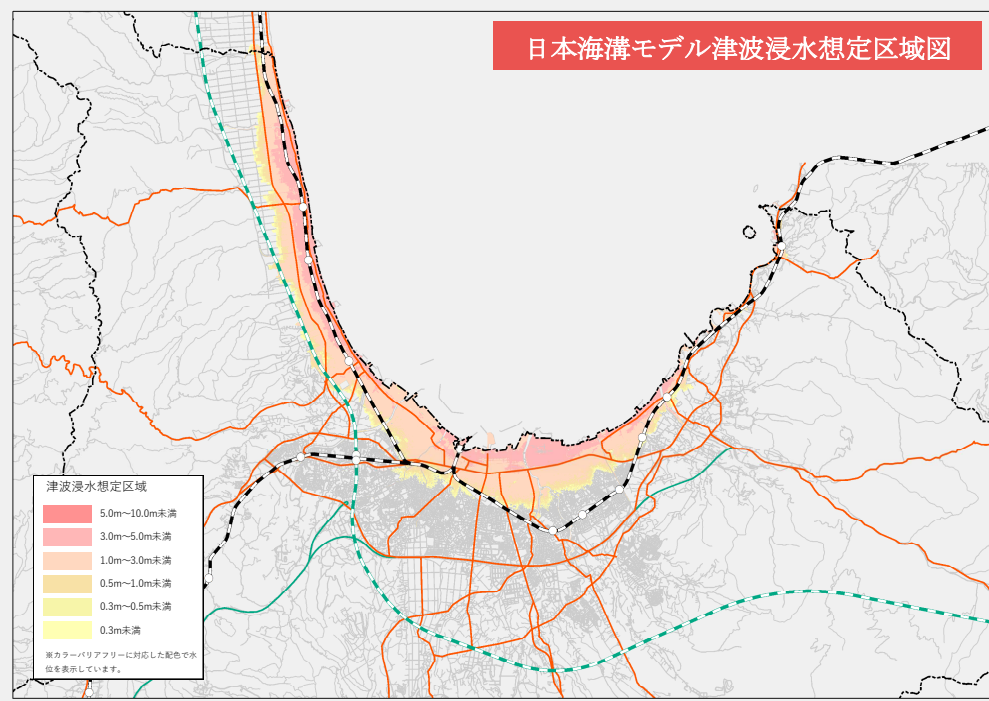 日本海溝モデル津波浸水想定区域図
津波浸水想定区域
5.0m〜10.0m未満
3.0m〜5.0m未満
1.0m〜3.0m未満
0.5m〜1.0m未満
0.3m〜0.5m未満
0.3m未満
※カラーバリアフリーに対応した配色で水
位を表示しています。